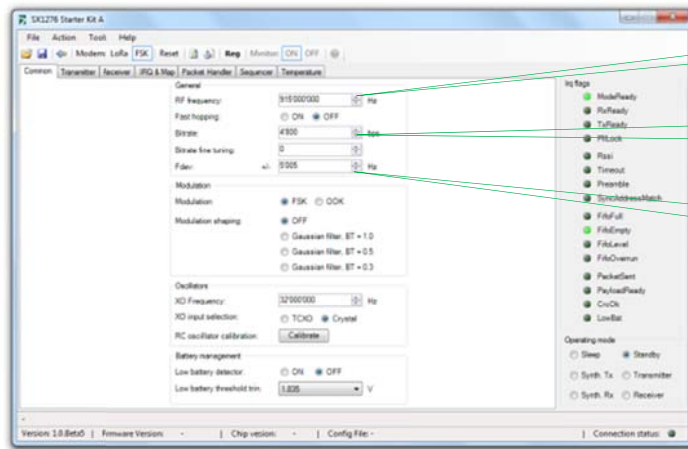 SX1276 Starter Kit A
File Action Tools Help
Modem: LoRa FSK Reset Reg Monitor: ON OFF
Common Transmitter Receiver IRQ & Map Packet Handler Sequencer Temperature
General
RF frequency: 915'000'000 Hz
Fast hopping: ON OFF
Bitrate: 4'800 bps
Bitrate fine tuning: 0
Fdev: +/- 5'005 Hz
Modulation
Modulation: FSK OOK
Modulation shaping: OFF
Gaussian filter, BT = 1.0
Gaussian filter, BT = 0.5
Gaussian filter, BT = 0.3
Oscillators
XO Frequency: 32'000'000 Hz
XO input selection: TCXO Crystal
RC oscillator calibration: Calibrate
Battery management
Low battery detector: ON OFF
Low battery threshold trim: 1.835 V
Irq flags
ModeReady
RxReady
TxReady
PllLock
Rssi
Timeout
Preamble
SyncAddressMatch
FifoFull
FifoEmpty
FifoLevel
FifoOverrun
PacketSent
PayloadReady
CrcOk
LowBat
Operating mode
Sleep Standby
Synth. Tx Transmitter
Synth. Rx Receiver
-
Version: 1.0.Beta5 | Firmware Version: - | Chip version: - | Config File: - | Connection status: